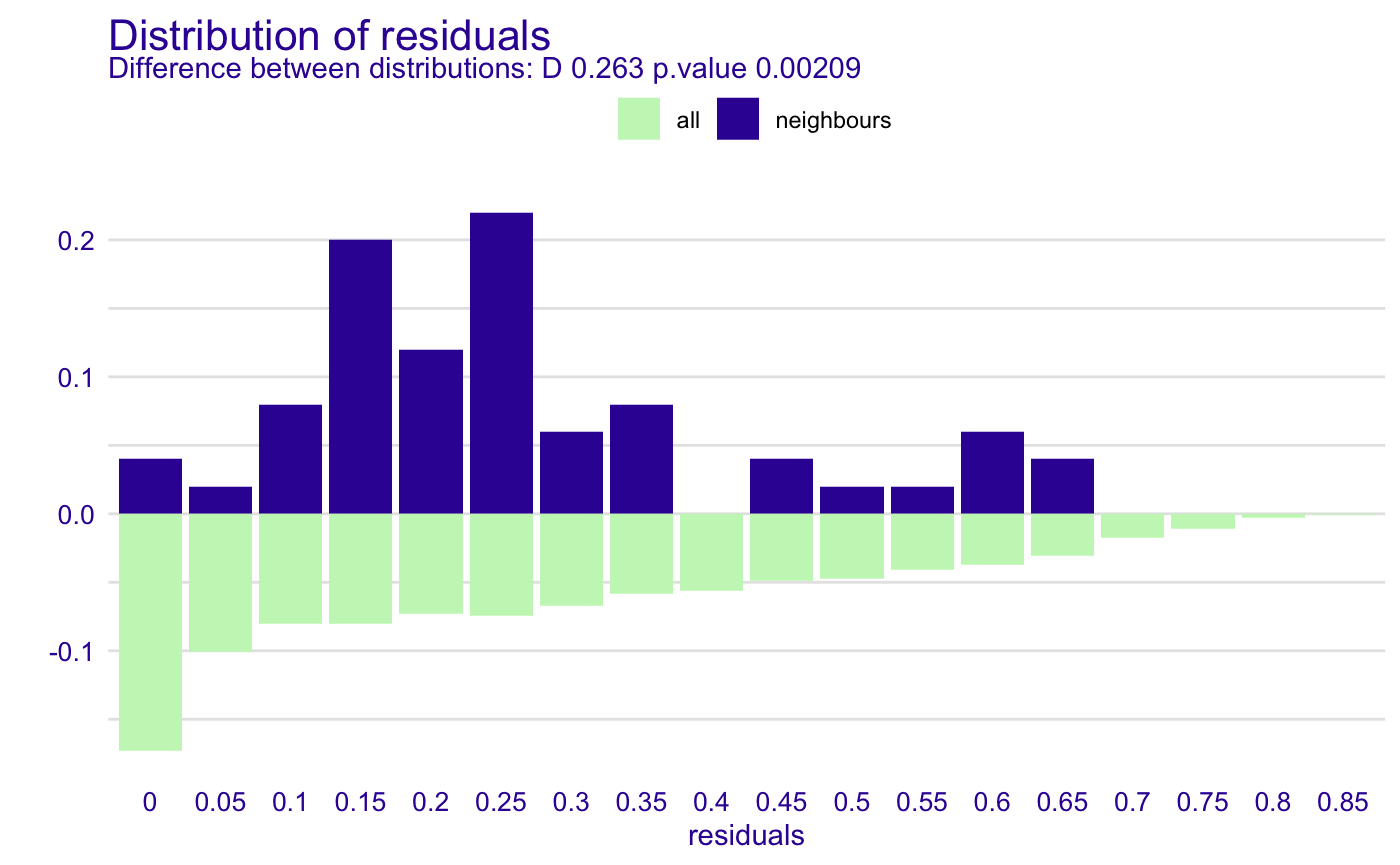 Distribution of residuals
Difference between distributions: D 0.263 p.value 0.00209
all neighbours
0.2
0.1
0.0
-0.1
0 0.05 0.1 0.15 0.2 0.25 0.3 0.35 0.4 0.45 0.5 0.55 0.6 0.65 0.7 0.75 0.8 0.85
residuals